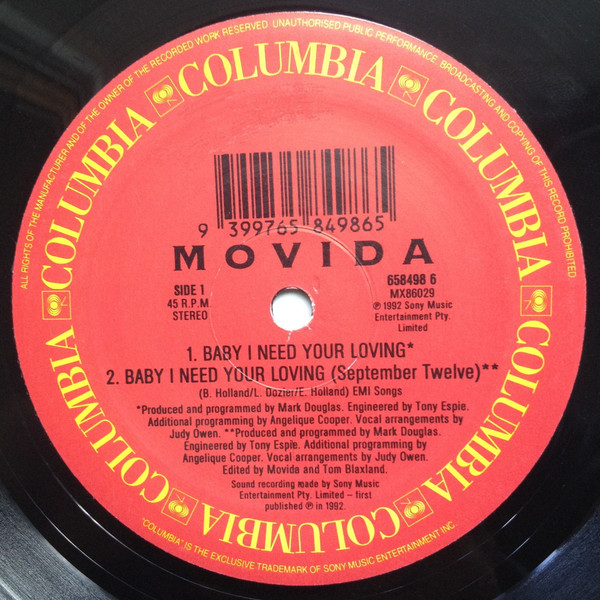 ALL RIGHTS OF THE MANUFACTURER AND OF THE OWNER OF THE RECORDED WORK RESERVED. UNAUTHORISED PUBLIC PERFORMANCE, BROADCASTING AND COPYING OF THIS RECORD PROHIBITED
COLUMBIA COLUMBIA COLUMBIA COLUMBIA COLUMBIA COLUMBIA
9 399765 849865
MOVIDA
SIDE 1
45 R.P.M.
STEREO
658498 6
MX86029
℗ 1992 Sony Music
Entertainment Pty.
Limited
1. BABY I NEED YOUR LOVING*
2. BABY I NEED YOUR LOVING (September Twelve)**
(B. Holland/L. Dozier/E. Holland) EMI Songs
*Produced and programmed by Mark Douglas. Engineered by Tony Espie.
Additional programming by Angelique Cooper. Vocal arrangements by
Judy Owen. **Produced and programmed by Mark Douglas.
Engineered by Tony Espie. Additional programming by
Angelique Cooper. Vocal arrangements by Judy Owen.
Edited by Movida and Tom Blaxland.
Sound recording made by Sony Music
Entertainment Pty. Limited – first
published ℗ in 1992.
"COLUMBIA" IS THE EXCLUSIVE TRADEMARK OF SONY MUSIC ENTERTAINMENT INC.